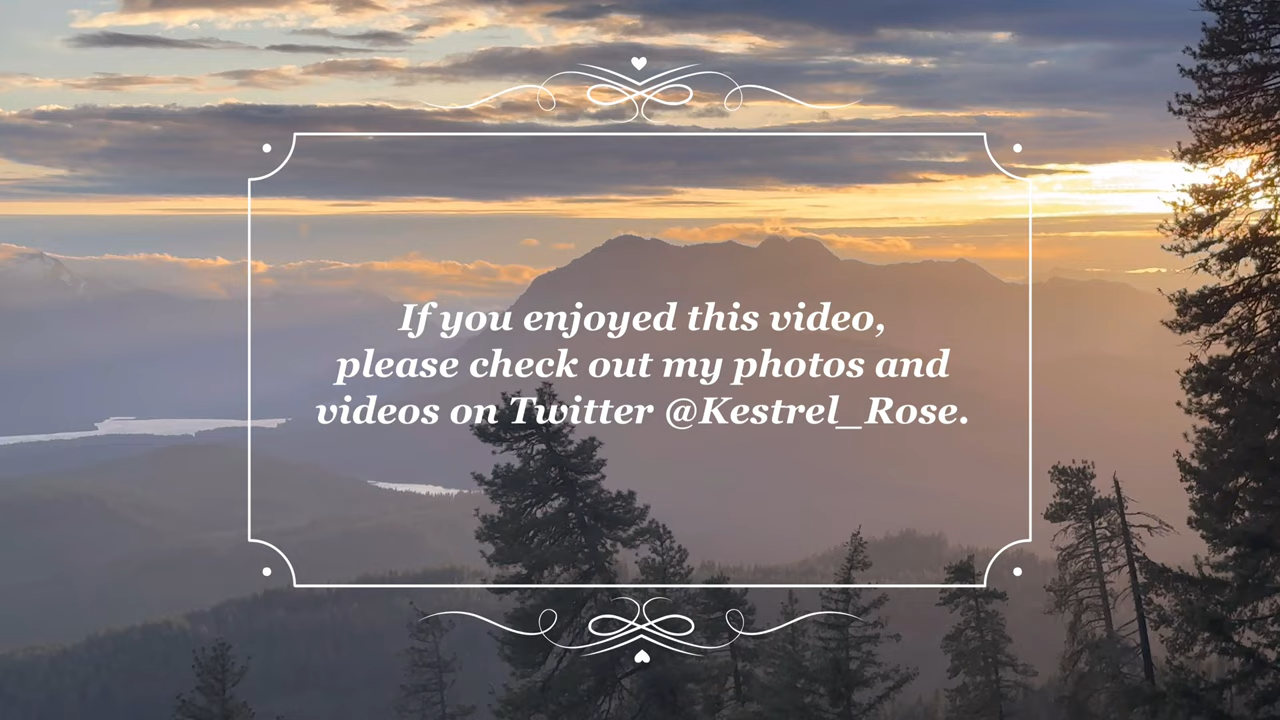 If you enjoyed this video,
please check out my photos and
videos on Twitter @Kestrel_Rose.